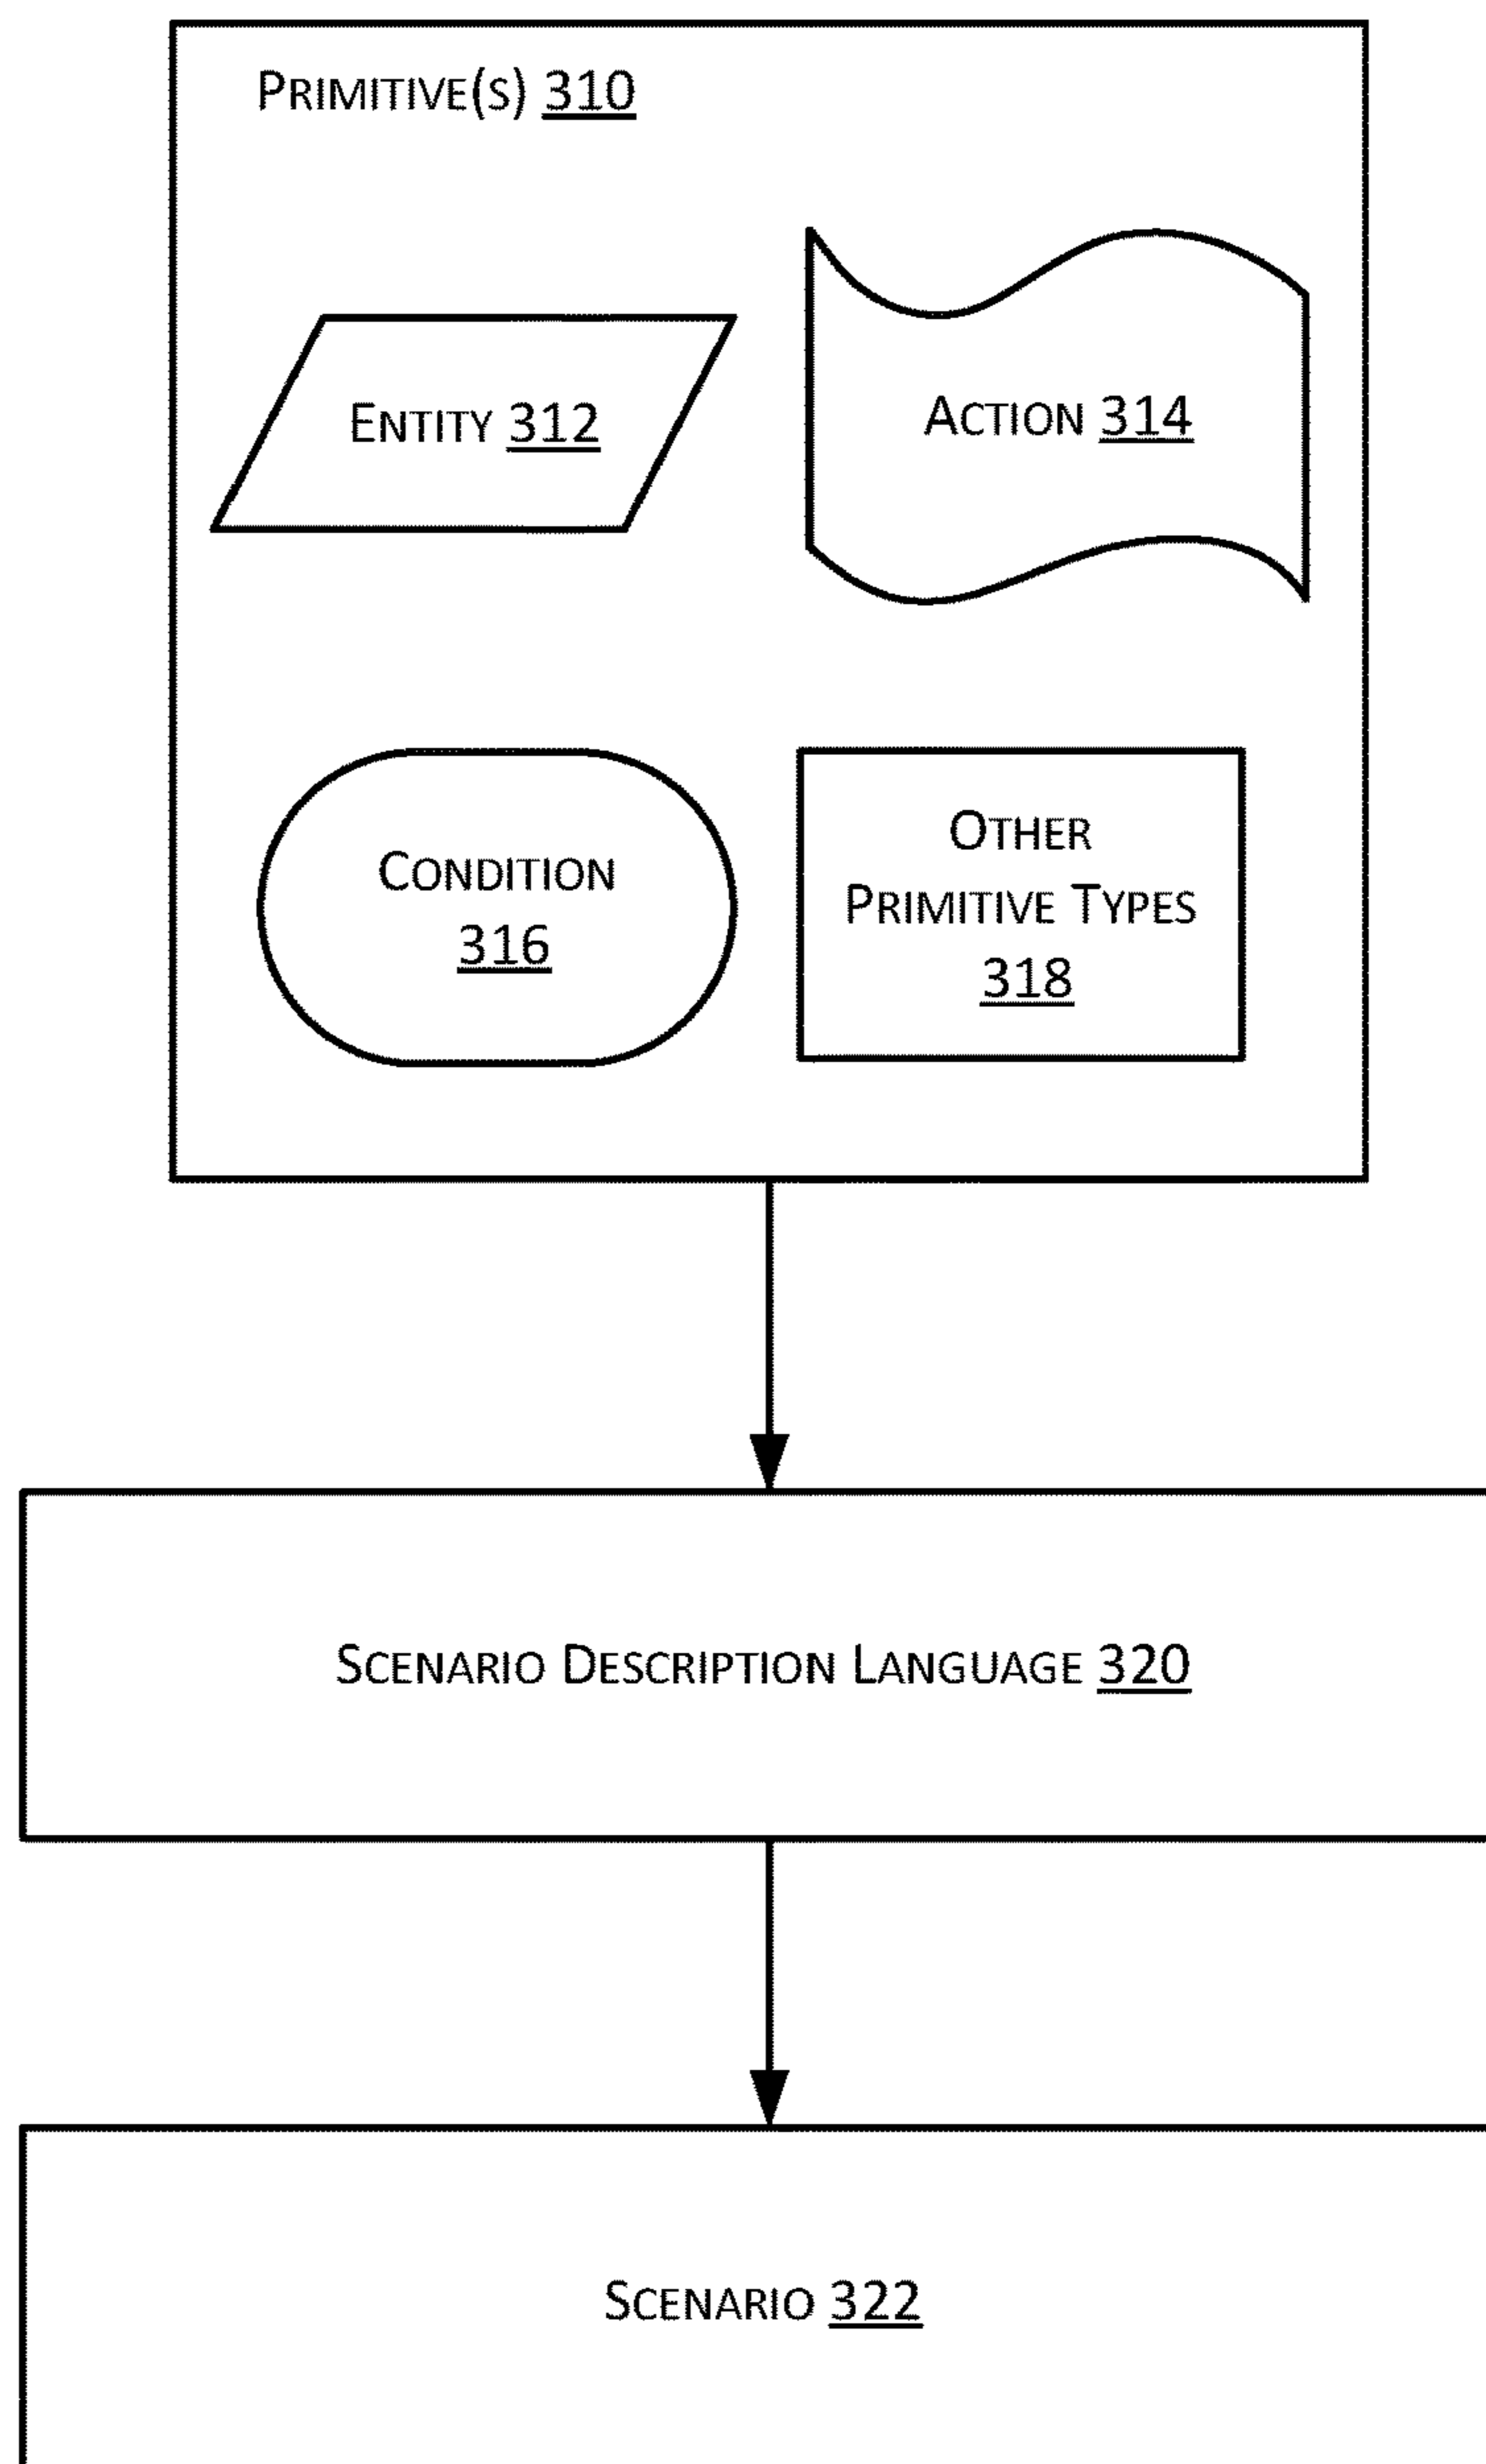 PRIMITIVE(S) 310
ENTITY 312
ACTION 314
CONDITION
316
OTHER
PRIMITIVE TYPES
318
SCENARIO DESCRIPTION LANGUAGE 320
SCENARIO 322